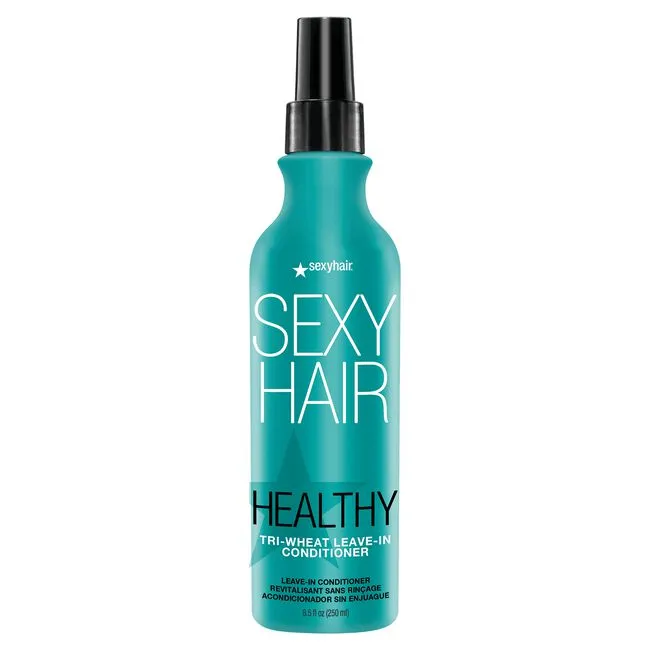 sexyhair.
SEXY
HAIR
HEALTHY
TRI-WHEAT LEAVE-IN
CONDITIONER
LEAVE-IN CONDITIONER
REVITALISANT SANS RINÇAGE
ACONDICIONADOR SIN ENJUAGUE
8.5 fl oz (250 ml)